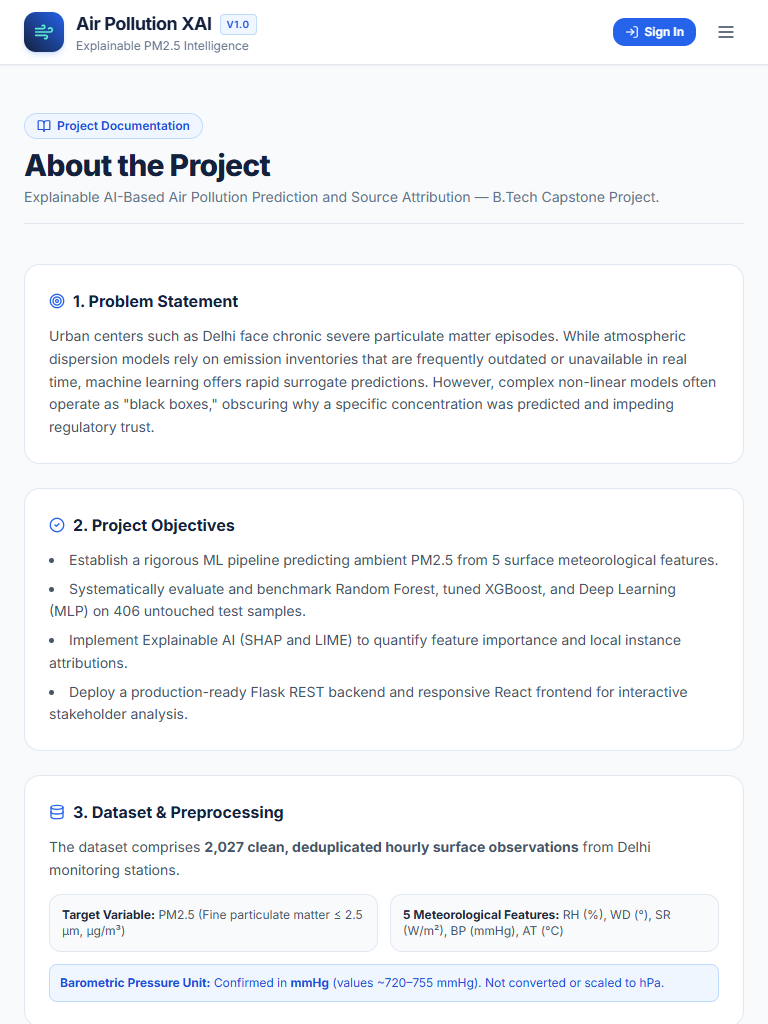 Air Pollution XAI V1.0
Explainable PM2.5 Intelligence
Sign In
Project Documentation
About the Project
Explainable AI-Based Air Pollution Prediction and Source Attribution — B.Tech Capstone Project.
1. Problem Statement
Urban centers such as Delhi face chronic severe particulate matter episodes. While atmospheric
dispersion models rely on emission inventories that are frequently outdated or unavailable in real
time, machine learning offers rapid surrogate predictions. However, complex non-linear models often
operate as "black boxes," obscuring why a specific concentration was predicted and impeding
regulatory trust.
2. Project Objectives
• Establish a rigorous ML pipeline predicting ambient PM2.5 from 5 surface meteorological features.
• Systematically evaluate and benchmark Random Forest, tuned XGBoost, and Deep Learning
(MLP) on 406 untouched test samples.
• Implement Explainable AI (SHAP and LIME) to quantify feature importance and local instance
attributions.
• Deploy a production-ready Flask REST backend and responsive React frontend for interactive
stakeholder analysis.
3. Dataset & Preprocessing
The dataset comprises 2,027 clean, deduplicated hourly surface observations from Delhi
monitoring stations.
Target Variable: PM2.5 (Fine particulate matter ≤ 2.5
µm, µg/m³)
5 Meteorological Features: RH (%), WD (°), SR
(W/m²), BP (mmHg), AT (°C)
Barometric Pressure Unit: Confirmed in mmHg (values ~720–755 mmHg). Not converted or scaled to hPa.